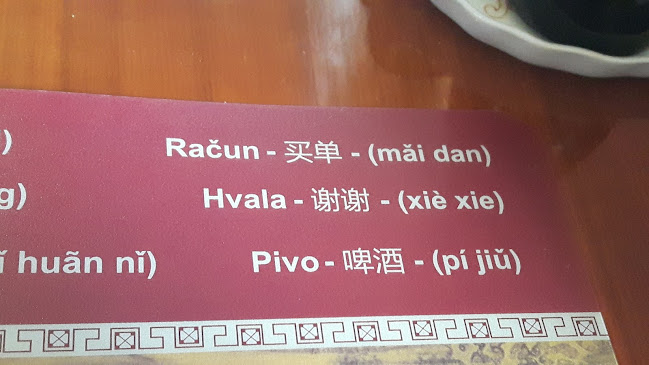 )
Račun - 买单 - (mǎi dan)
g)
Hvala - 谢谢 - (xiè xie)
huãn nǐ)
Pivo - 啤酒 - (pí jiǔ)